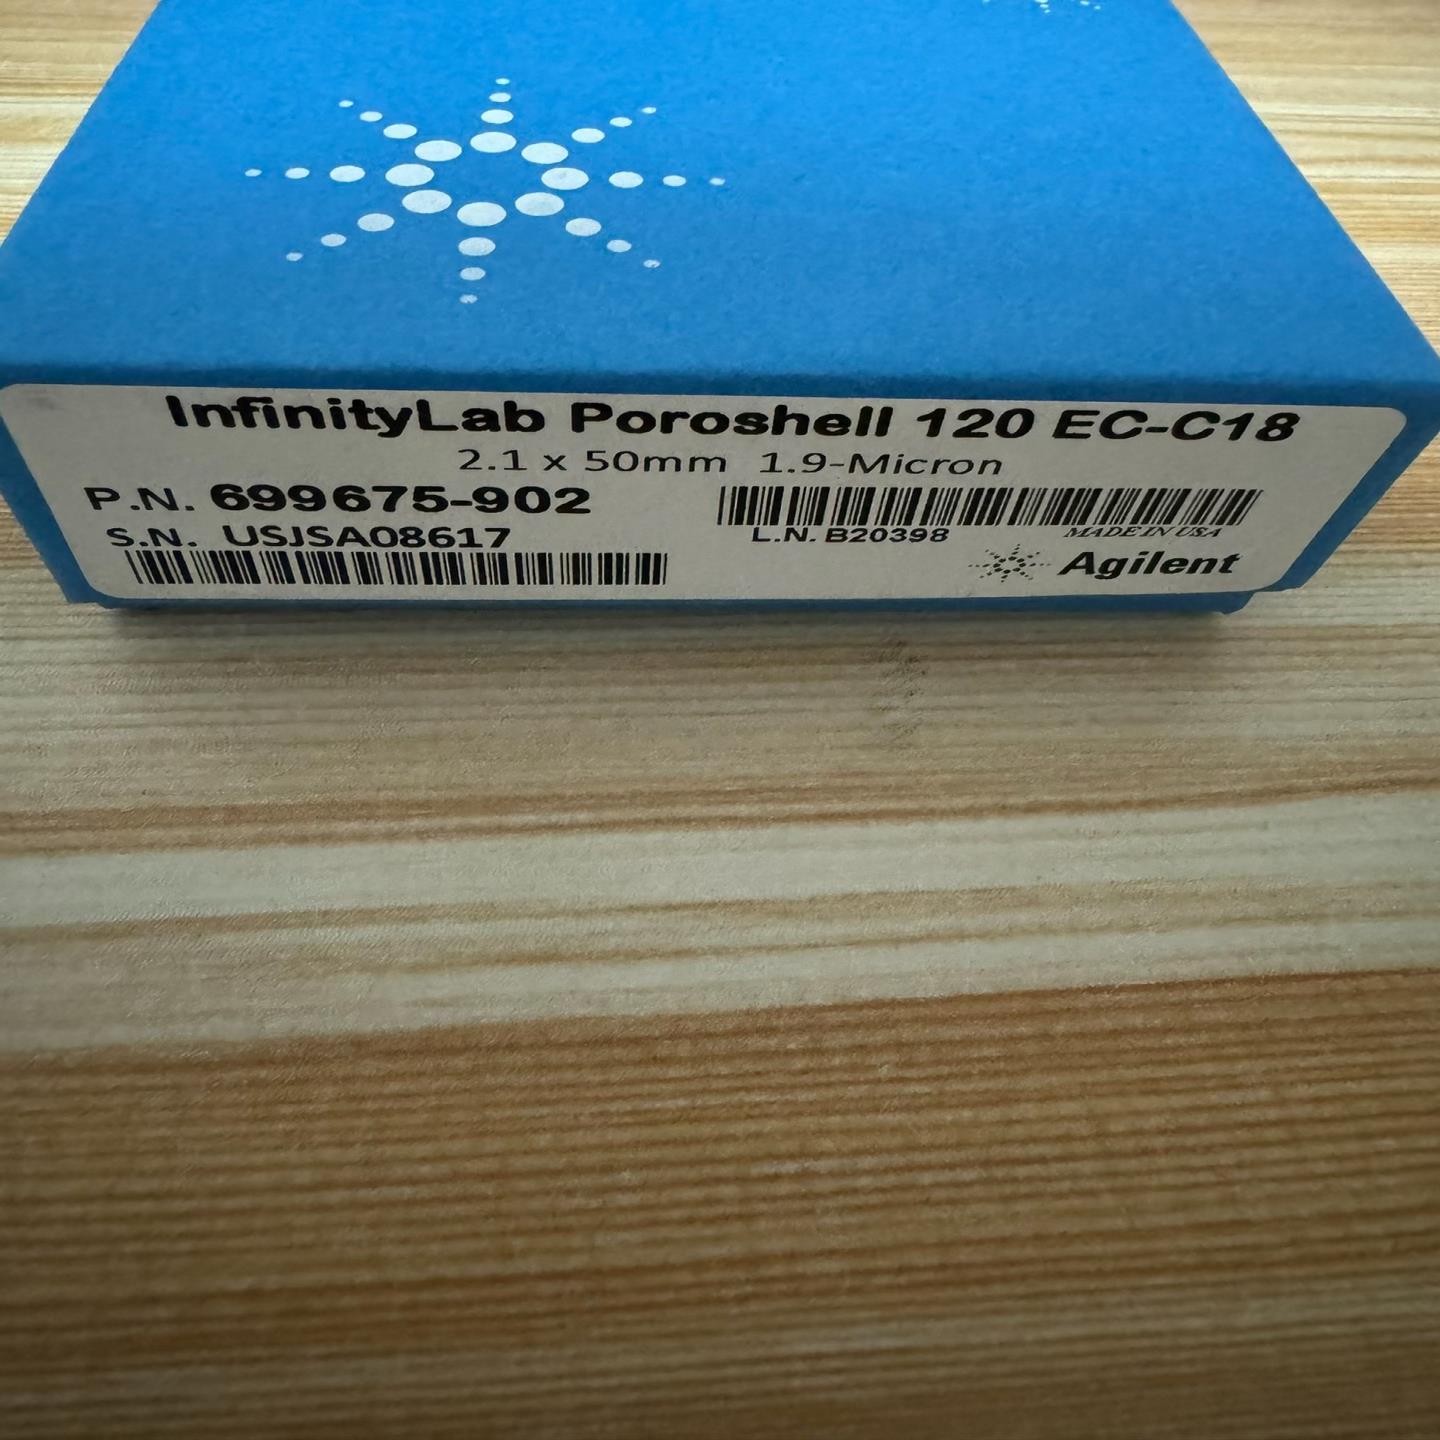 InfinityLab Poroshell 120 EC-C18
2.1 x 50mm 1.9-Micron
P.N. 699675-902
S.N. USJSA08617
L.N. B20398
MADE IN USA
Agilent